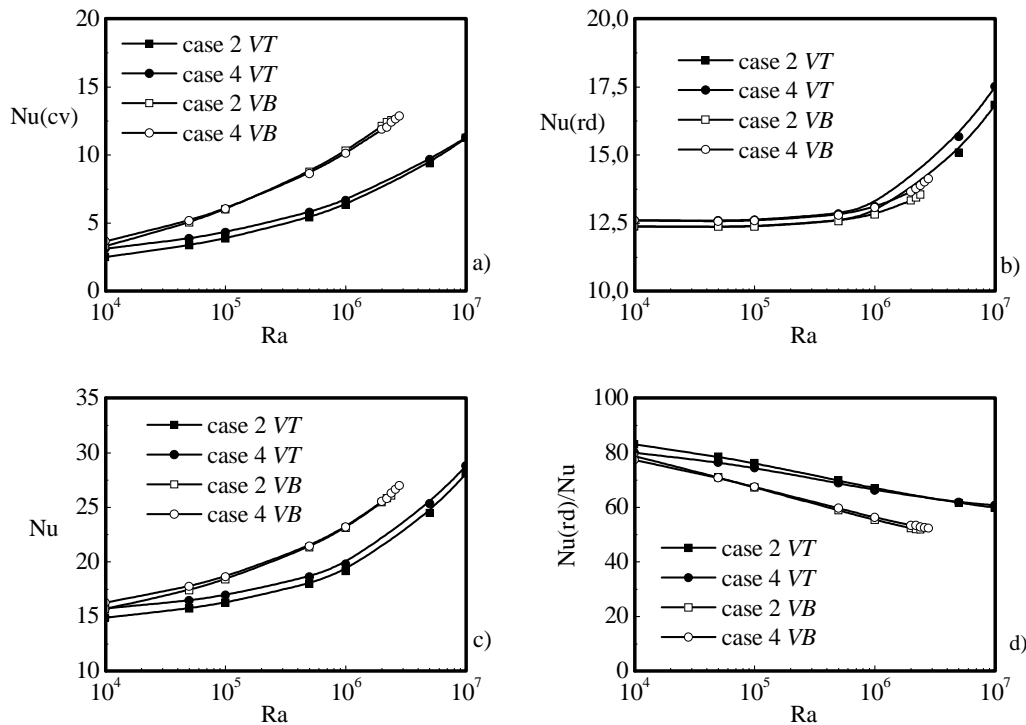 20
15
10
5
0
Nu(cv)
case 2 VT
case 4 VT
case 2 VB
case 4 VB
a)
10^4 10^5 10^6 10^7
Ra
20,0
17,5
15,0
12,5
10,0
Nu(rd)
case 2 VT
case 4 VT
case 2 VB
case 4 VB
b)
10^4 10^5 10^6 10^7
Ra
35
30
25
20
15
10
Nu
case 2 VT
case 4 VT
case 2 VB
case 4 VB
c)
10^4 10^5 10^6 10^7
Ra
100
80
60
40
20
0
Nu(rd)/Nu
case 2 VT
case 4 VT
case 2 VB
case 4 VB
d)
10^4 10^5 10^6 10^7
Ra